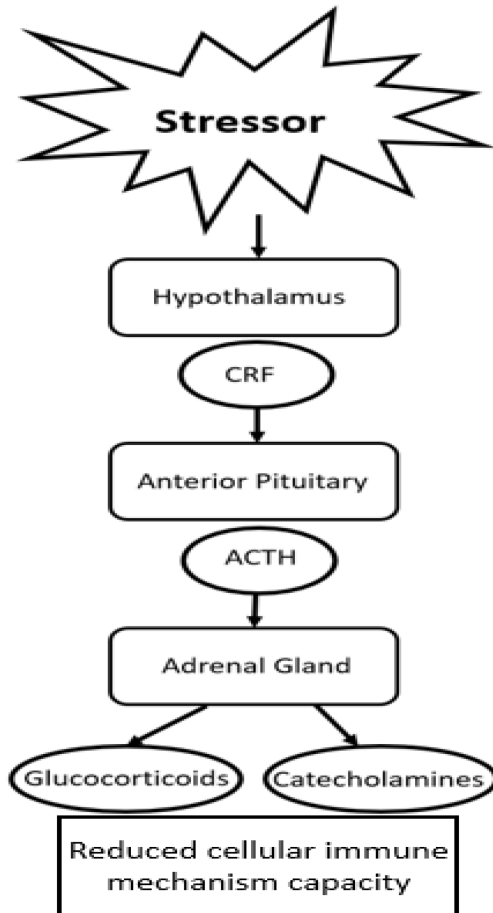 Stressor
Hypothalamus
CRF
Anterior Pituitary
ACTH
Adrenal Gland
Glucocorticoids
Catecholamines
Reduced cellular immune
mechanism capacity